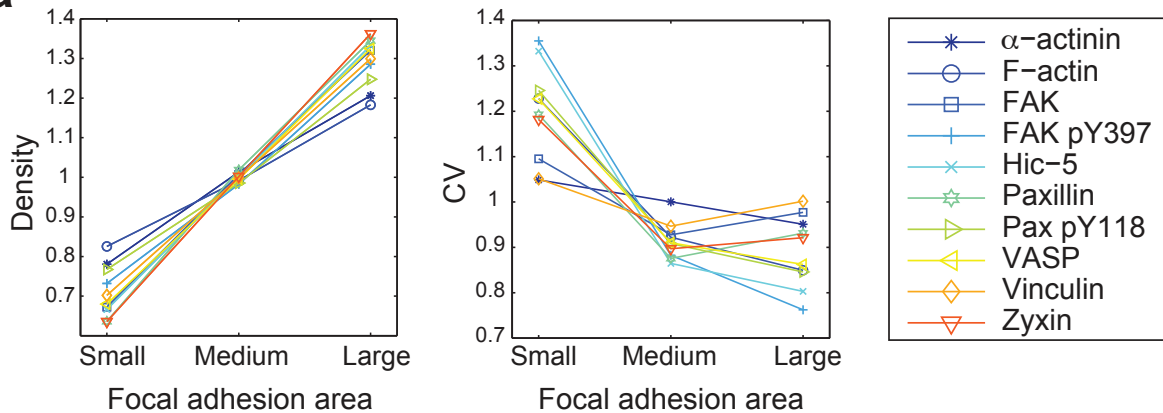 a
Density
1.4
1.3
1.2
1.1
1
0.9
0.8
0.7
Small Medium Large
Focal adhesion area
CV
1.4
1.3
1.2
1.1
1.0
0.9
0.8
0.7
Small Medium Large
Focal adhesion area
α−actinin
F−actin
FAK
FAK pY397
Hic−5
Paxillin
Pax pY118
VASP
Vinculin
Zyxin